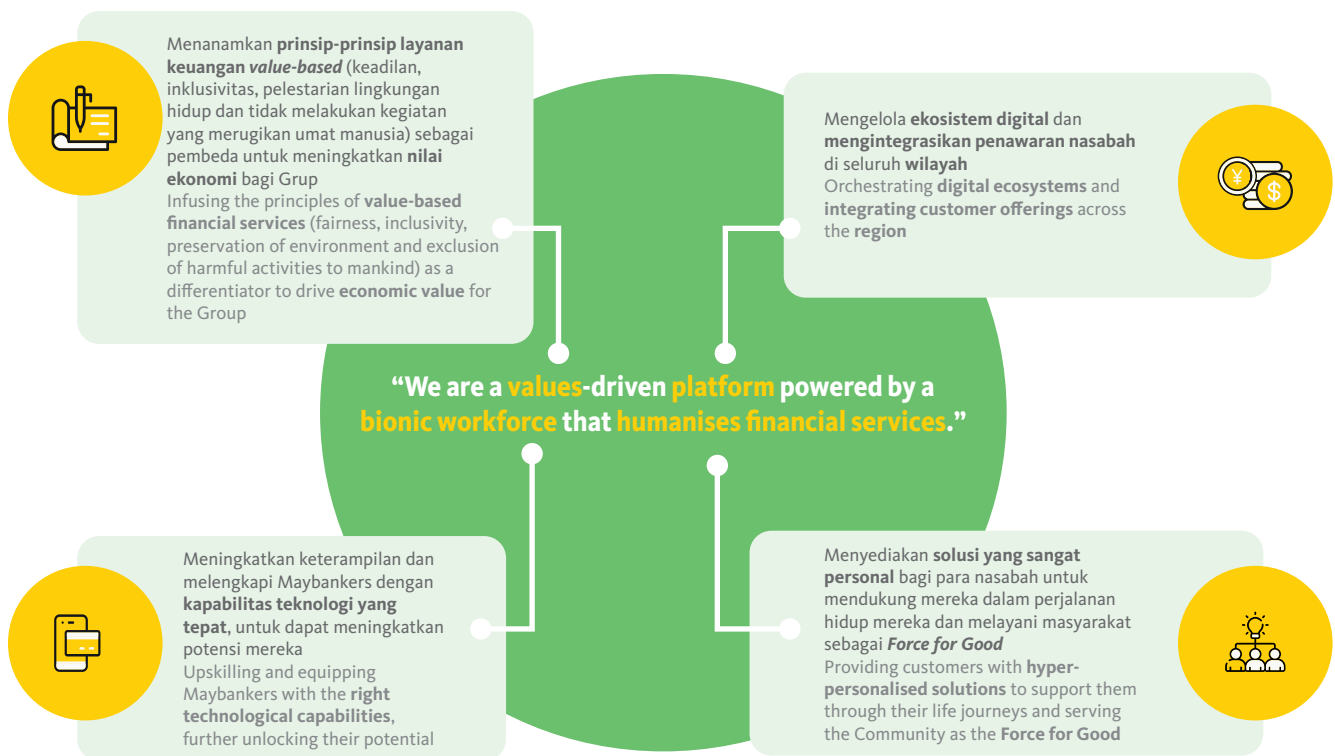 Menanamkan prinsip-prinsip layanan
keuangan value-based (keadilan,
inklusivitas, pelestarian lingkungan
hidup dan tidak melakukan kegiatan
yang merugikan umat manusia) sebagai
pembeda untuk meningkatkan nilai
ekonomi bagi Grup
Infusing the principles of value-based
financial services (fairness, inclusivity,
preservation of environment and exclusion
of harmful activities to mankind) as a
differentiator to drive economic value for
the Group
Mengelola ekosistem digital dan
mengintegrasikan penawaran nasabah
di seluruh wilayah
Orchestrating digital ecosystems and
integrating customer offerings across
the region
¥
$
“We are a values-driven platform powered by a
bionic workforce that humanises financial services.”
Meningkatkan keterampilan dan
melengkapi Maybankers dengan
kapabilitas teknologi yang
tepat, untuk dapat meningkatkan
potensi mereka
Upskilling and equipping
Maybankers with the right
technological capabilities,
further unlocking their potential
Menyediakan solusi yang sangat
personal bagi para nasabah untuk
mendukung mereka dalam perjalanan
hidup mereka dan melayani masyarakat
sebagai Force for Good
Providing customers with hyper-
personalised solutions to support them
through their life journeys and serving
the Community as the Force for Good